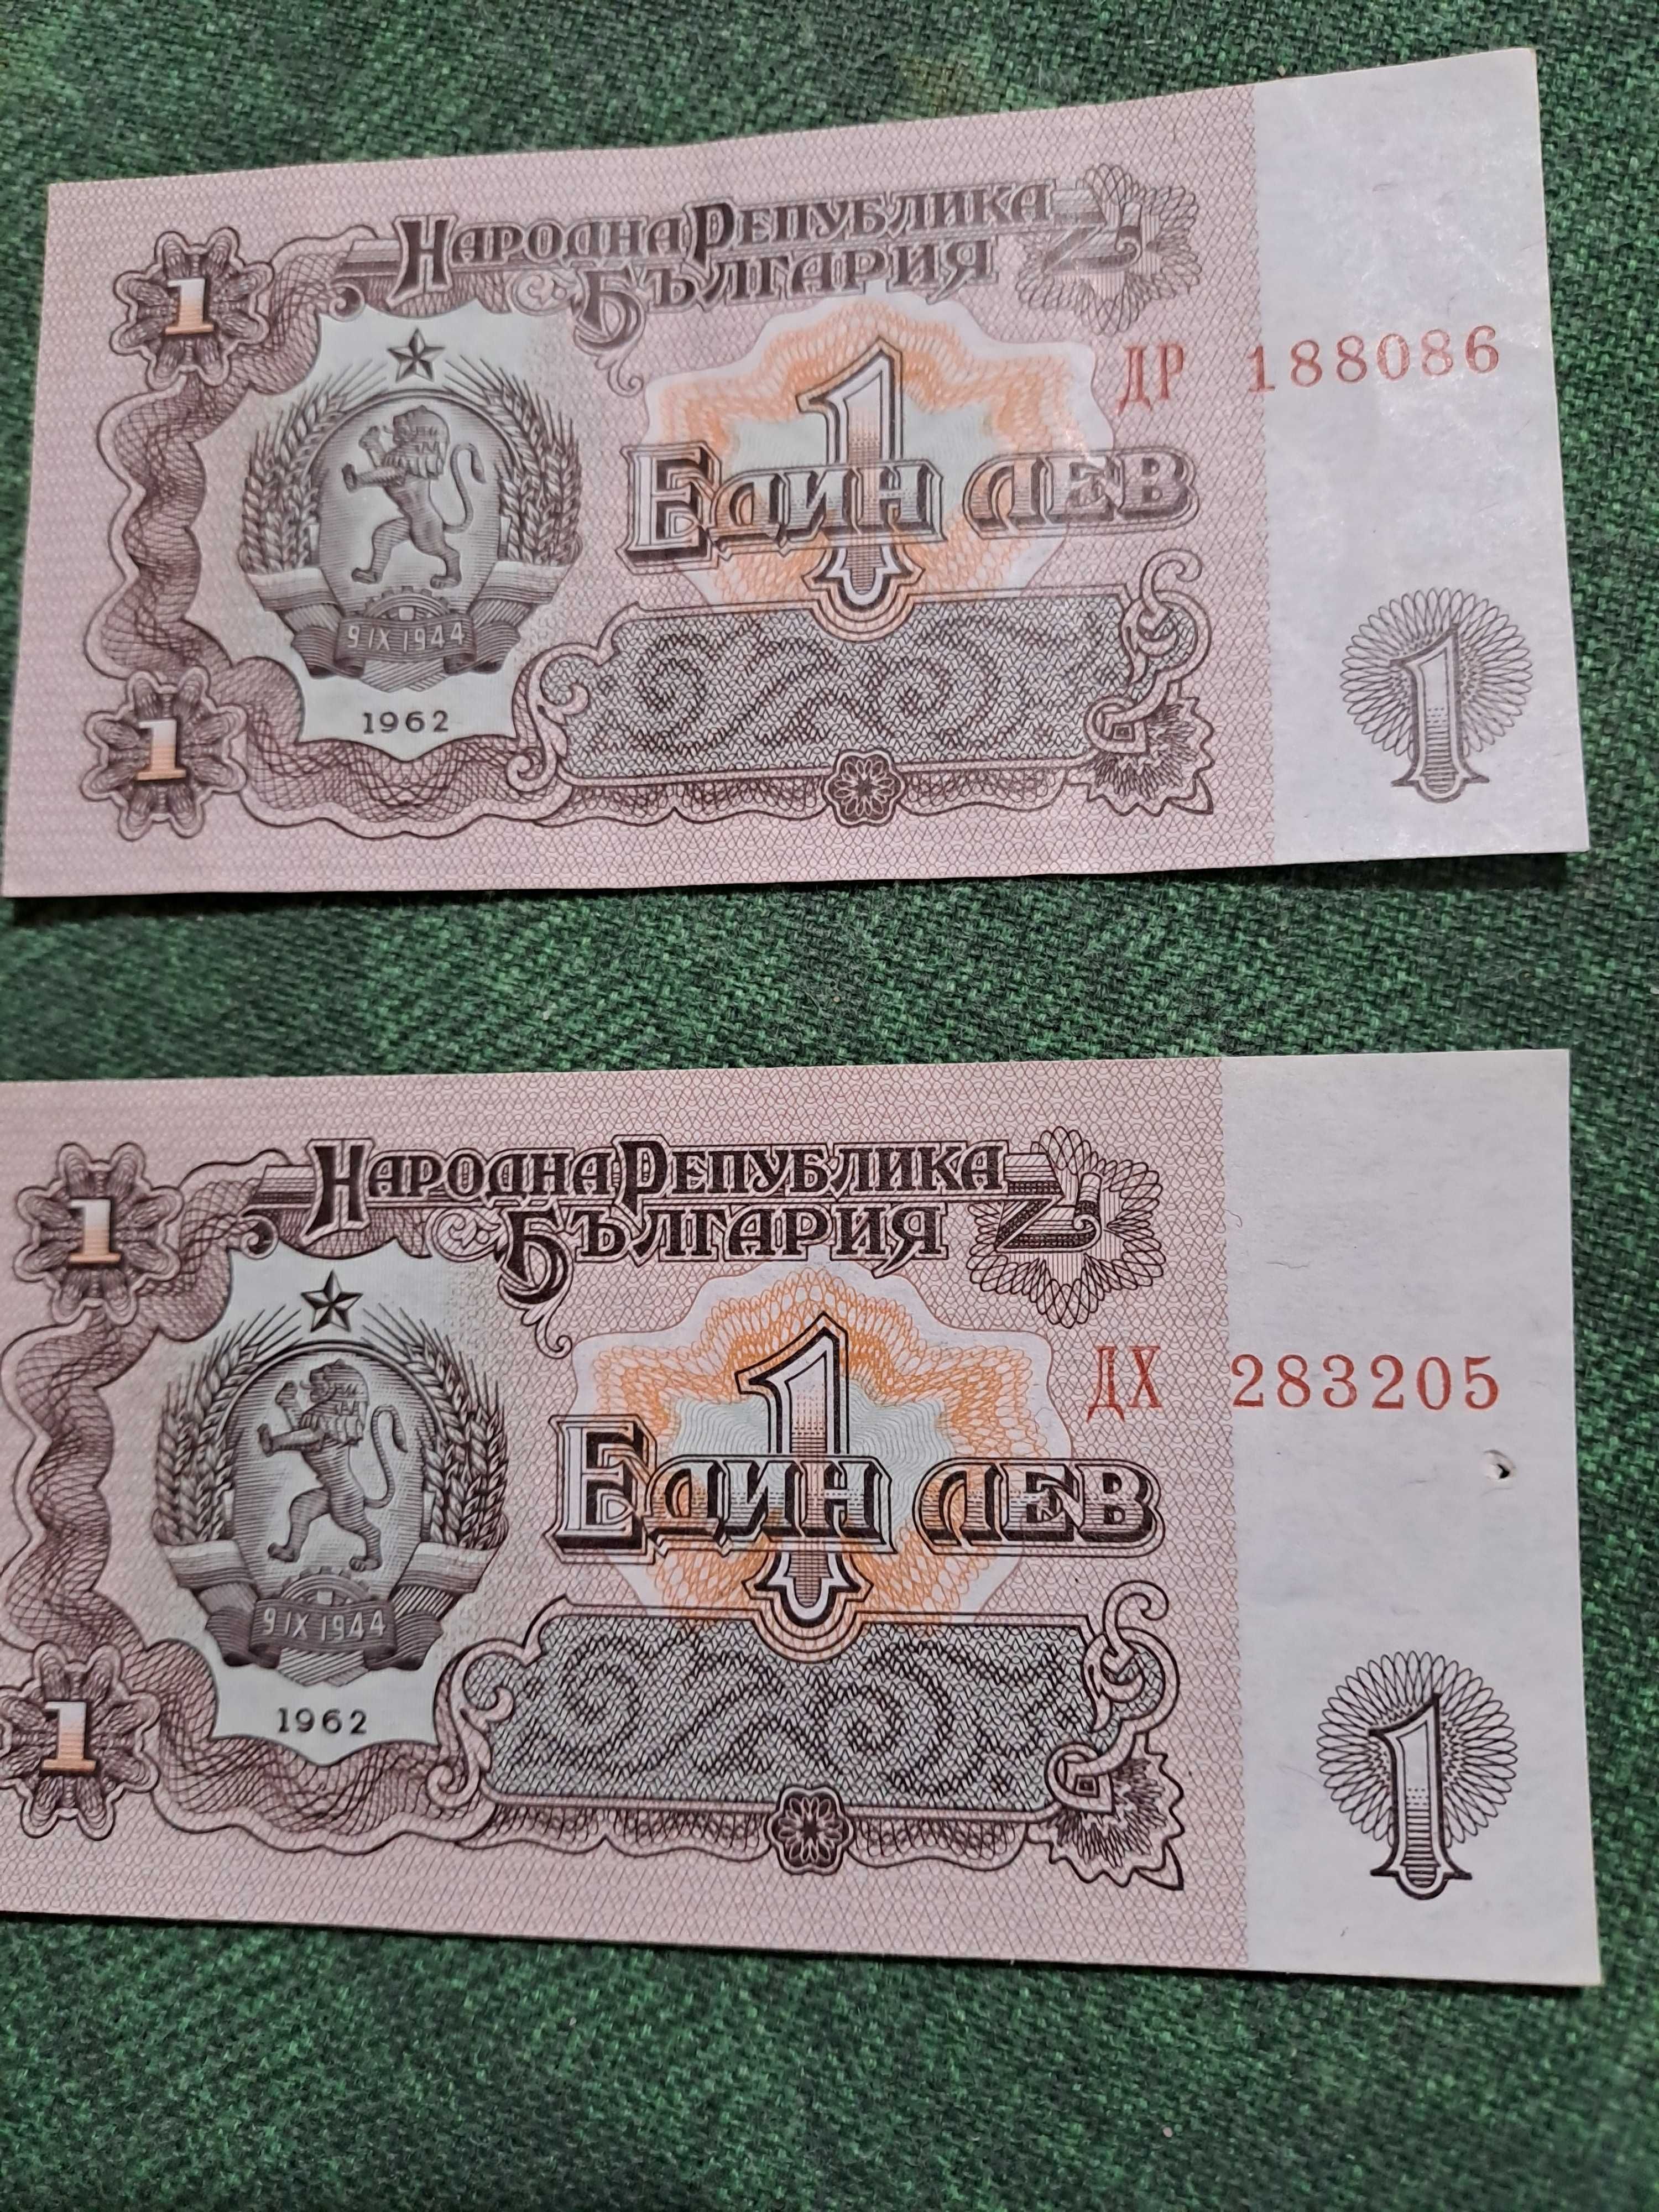 1
НАРОДНА РЕПУБЛИКА
БЪЛГАРИЯ
ДР 188086
1
ЕДИН ЛЕВ
9 IX 1944
1962
1
1
1
НАРОДНА РЕПУБЛИКА
БЪЛГАРИЯ
ДХ 283205
1
ЕДИН ЛЕВ
9 IX 1944
1962
1
1